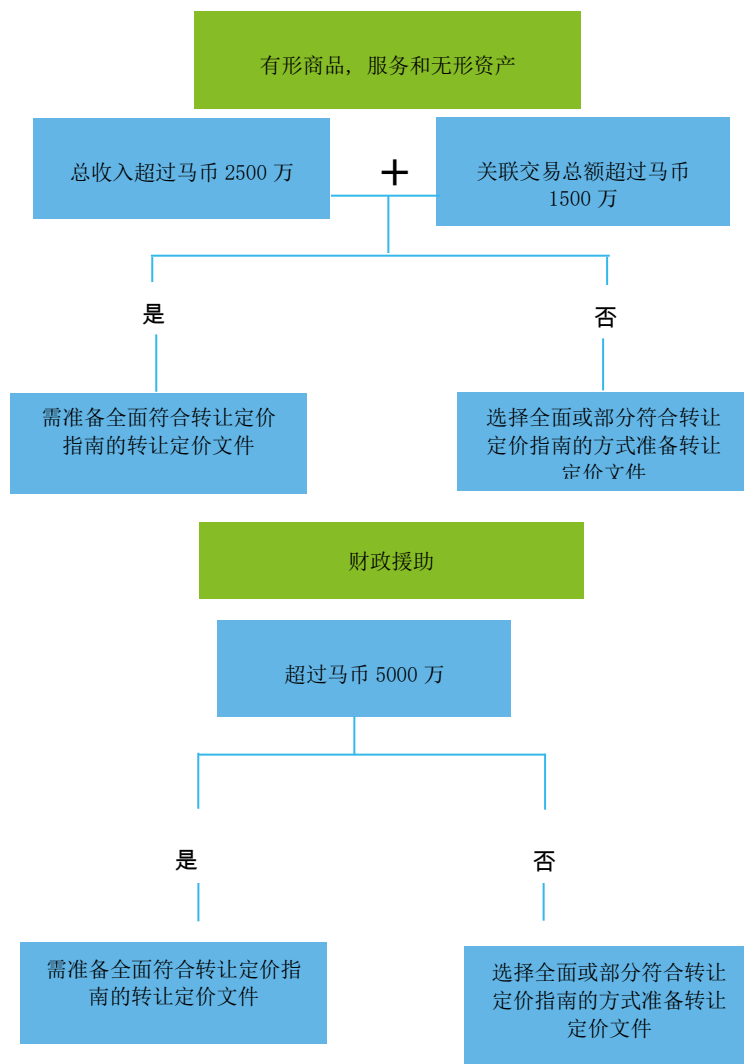 有形商品，服务和无形资产
总收入超过马币 2500 万
+
关联交易总额超过马币
1500 万
是
否
需准备全面符合转让定价
指南的转让定价文件
选择全面或部分符合转让
定价指南的方式准备转让
定价文件
财政援助
超过马币 5000 万
是
否
需准备全面符合转让定价指
南的转让定价文件
选择全面或部分符合转让
定价指南的方式准备转让
定价文件